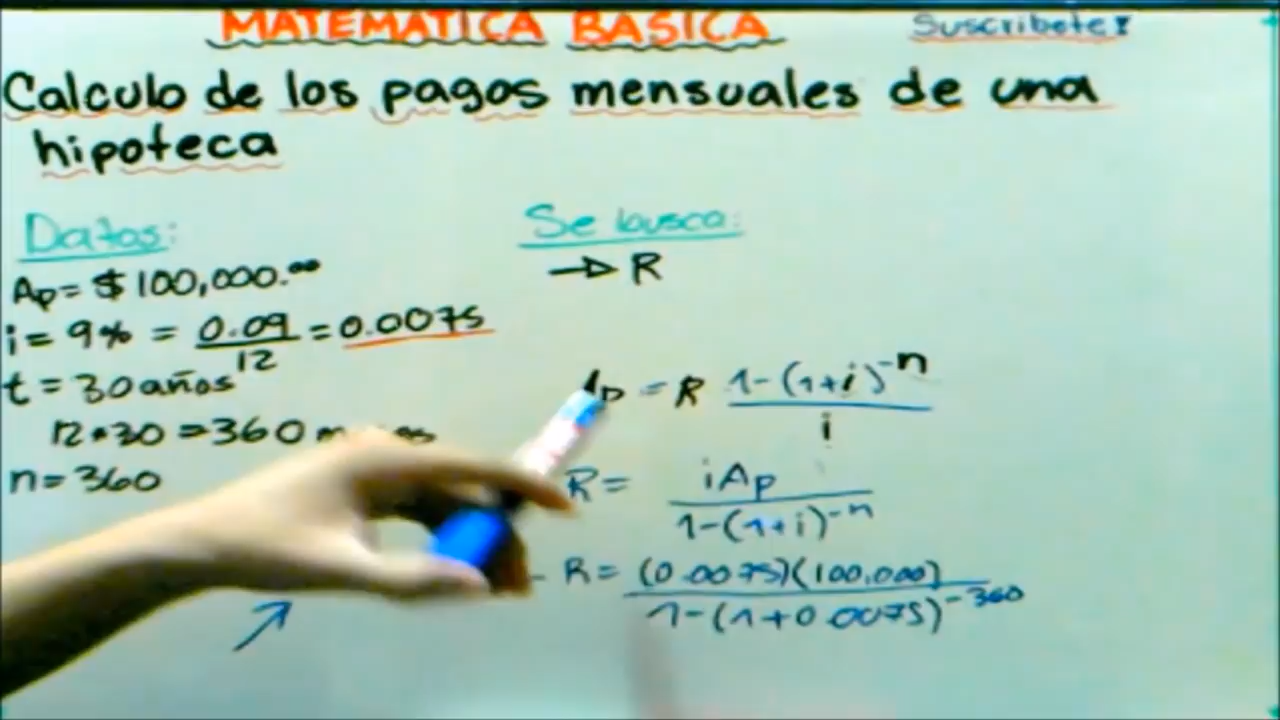 MATEMATICA BASICA
Suscribete!
Calculo de los pagos mensuales de una
hipoteca
Datos:
Ap= $ 100,000.00
i = 9% = 0.09/12 = 0.0075
t = 30 años
12*30 = 360
n=360
Se busca:
→ R
Ap = R 1-(1+i)^-n / i
R= iAp / 1-(1+i)^-n
R= (0.0075)(100,000) / 1-(1+0.0075)^-360